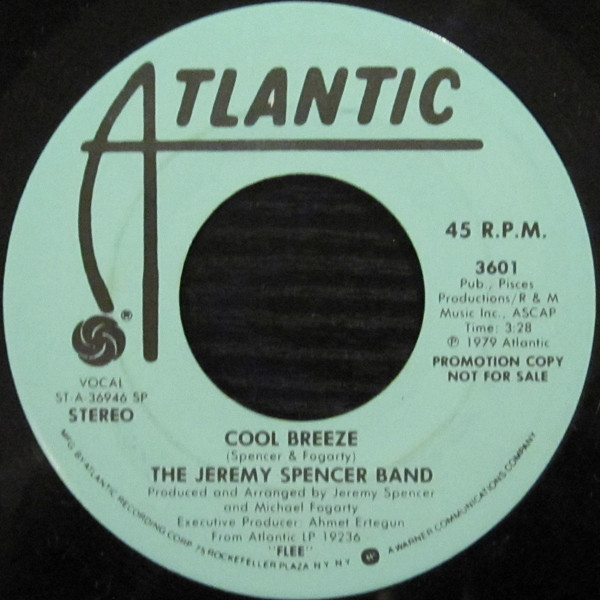 ATLANTIC
®
45 R.P.M.
3601
Pub., Pisces
Productions/R & M
Music Inc., ASCAP
Time: 3:28
℗ 1979 Atlantic
PROMOTION COPY
NOT FOR SALE
VOCAL
ST-A-36946 SP
STEREO
COOL BREEZE
(Spencer & Fogarty)
THE JEREMY SPENCER BAND
Produced and Arranged by Jeremy Spencer
and Michael Fogarty
Executive Producer: Ahmet Ertegun
From Atlantic LP 19236
"FLEE"
MFG. BY ATLANTIC RECORDING CORP. 75 ROCKEFELLER PLAZA N.Y. N.Y. A WARNER COMMUNICATIONS COMPANY